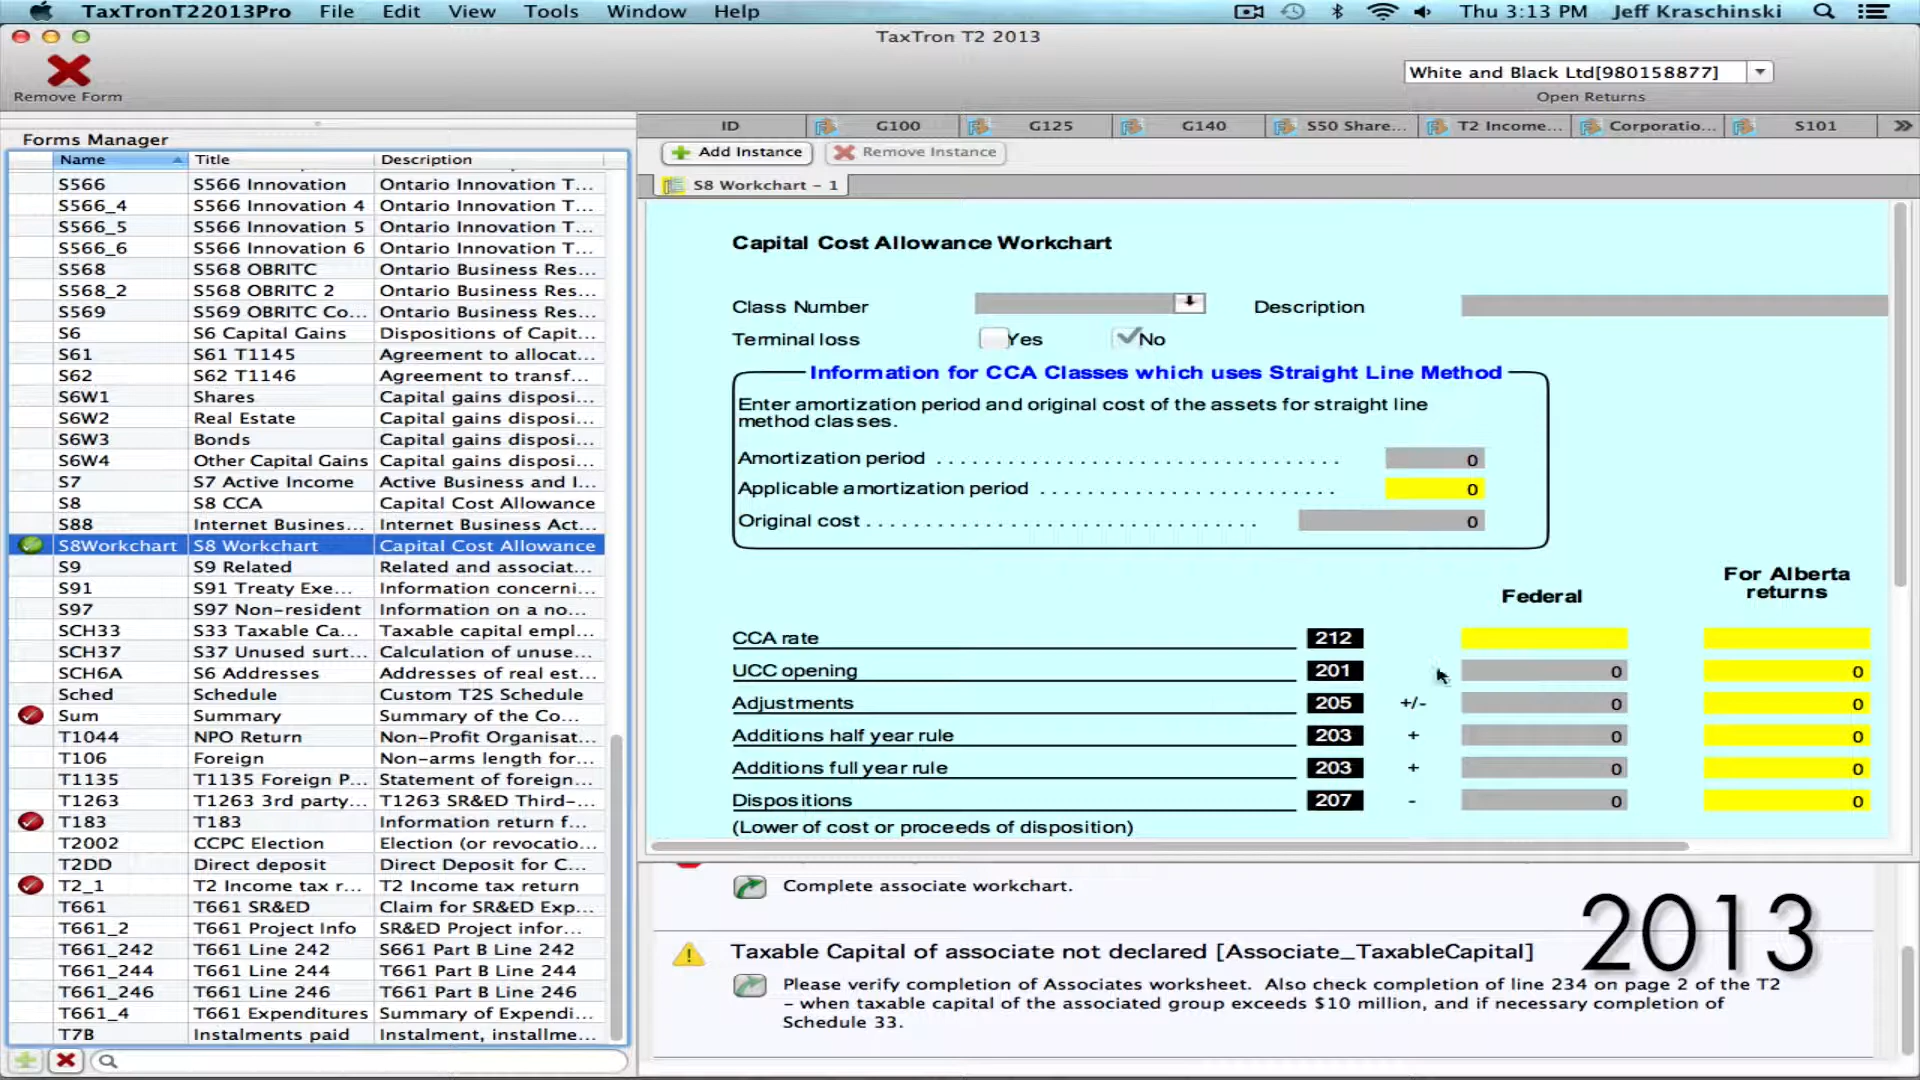 TaxTronT22013Pro File Edit View Tools Window Help Thu 3:13 PM Jeff Kraschinski
TaxTron T2 2013
Remove Form
White and Black Ltd[980158877]
Open Returns
Forms Manager
Name Title Description
S566 S566 Innovation Ontario Innovation T...
S566_4 S566 Innovation 4 Ontario Innovation T...
S566_5 S566 Innovation 5 Ontario Innovation T...
S566_6 S566 Innovation 6 Ontario Innovation T...
S568 S568 OBRITC Ontario Business Res...
S568_2 S568 OBRITC 2 Ontario Business Res...
S569 S569 OBRITC Co... Ontario Business Res...
S6 S6 Capital Gains Dispositions of Capit...
S61 S61 T1145 Agreement to allocat...
S62 S62 T1146 Agreement to transf...
S6W1 Shares Capital gains disposi...
S6W2 Real Estate Capital gains disposi...
S6W3 Bonds Capital gains disposi...
S6W4 Other Capital Gains Capital gains disposi...
S7 S7 Active Income Active Business and I...
S8 S8 CCA Capital Cost Allowance
S88 Internet Busines... Internet Business Act...
S8Workchart S8 Workchart Capital Cost Allowance
S9 S9 Related Related and associat...
S91 S91 Treaty Exe... Information concerni...
S97 S97 Non-resident Information on a no...
SCH33 S33 Taxable Ca... Taxable capital empl...
SCH37 S37 Unused surt... Calculation of unuse...
SCH6A S6 Addresses Addresses of real est...
Sched Schedule Custom T2S Schedule
Sum Summary Summary of the Co...
T1044 NPO Return Non-Profit Organisat...
T106 Foreign Non-arms length for...
T1135 T1135 Foreign P... Statement of foreign...
T1263 T1263 3rd party... T1263 SR&ED Third-...
T183 T183 Information return f...
T2002 CCPC Election Election (or revocatio...
T2DD Direct deposit Direct Deposit for C...
T2_1 T2 Income tax r... T2 Income tax return
T661 T661 SR&ED Claim for SR&ED Exp...
T661_2 T661 Project Info SR&ED Project infor...
T661_242 T661 Line 242 S661 Part B Line 242
T661_244 T661 Line 244 T661 Part B Line 244
T661_246 T661 Line 246 T661 Part B Line 246
T661_4 T661 Expenditures Summary of Expendi...
T7B Instalments paid Instalment, installme...
ID G100 G125 G140 S50 Share... T2 Income... Corporatio... S101
Add Instance Remove Instance
S8 Workchart - 1
Capital Cost Allowance Workchart
Class Number Description
Terminal loss Yes No
Information for CCA Classes which uses Straight Line Method
Enter amortization period and original cost of the assets for straight line
method classes.
Amortization period 0
Applicable amortization period 0
Original cost 0
Federal For Alberta
returns
CCA rate 212
UCC opening 201 0 0
Adjustments 205 +/- 0 0
Additions half year rule 203 + 0 0
Additions full year rule 203 + 0 0
Dispositions 207 - 0 0
(Lower of cost or proceeds of disposition)
Complete associate workchart.
Taxable Capital of associate not declared [Associate_TaxableCapital]
Please verify completion of Associates worksheet. Also check completion of line 234 on page 2 of the T2
- when taxable capital of the associated group exceeds $10 million, and if necessary completion of
Schedule 33.
2013